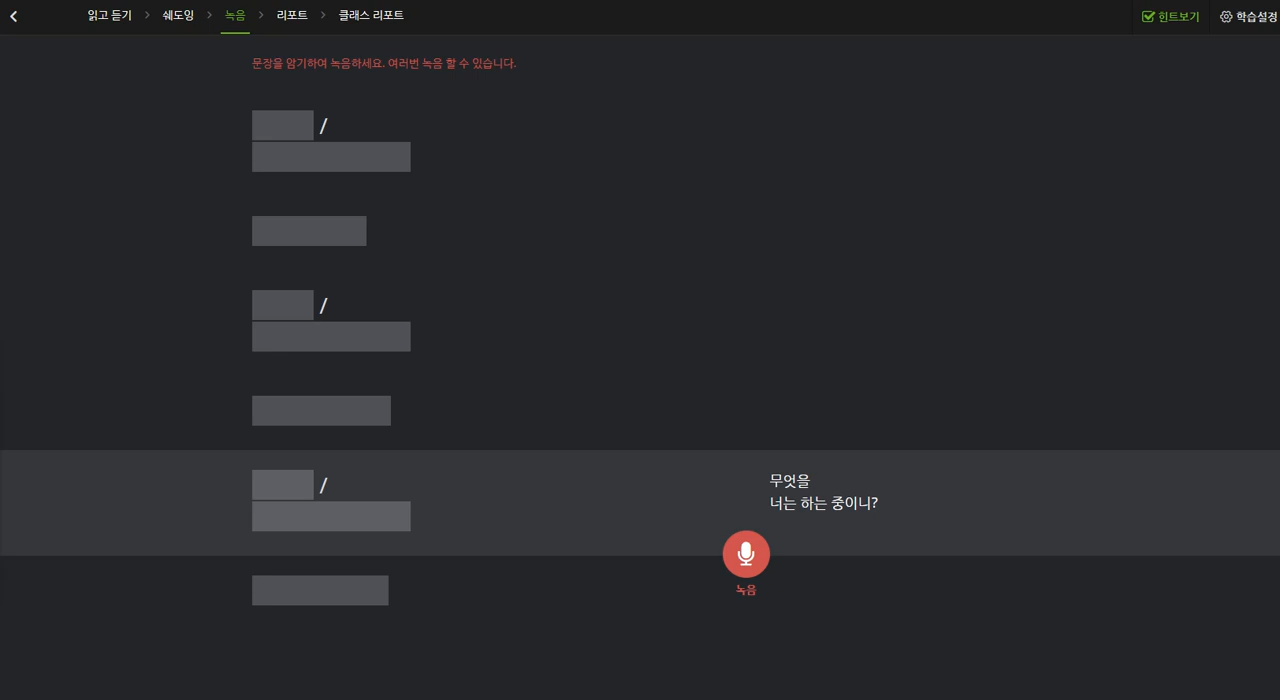 읽고 듣기 > 쉐도잉 > 녹음 > 리포트 > 클래스 리포트
힌트보기
학습설정
문장을 암기하여 녹음하세요. 여러번 녹음 할 수 있습니다.
/
/
/
무엇을
너는 하는 중이니?
녹음